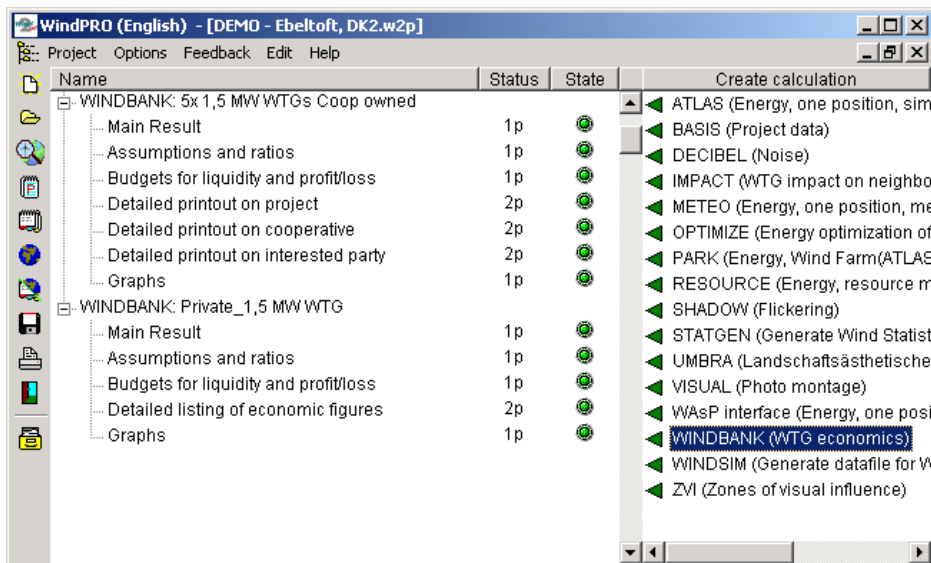 WindPRO (English) - [DEMO - Ebeltoft, DK2.w2p]
Project Options Feedback Edit Help
Name Status State Create calculation
WINDBANK: 5x 1,5 MW WTGs Coop owned
Main Result 1p
Assumptions and ratios 1p
Budgets for liquidity and profit/loss 1p
Detailed printout on project 2p
Detailed printout on cooperative 2p
Detailed printout on interested party 2p
Graphs 1p
WINDBANK: Private_1,5 MW WTG
Main Result 1p
Assumptions and ratios 1p
Budgets for liquidity and profit/loss 1p
Detailed listing of economic figures 2p
Graphs 1p
ATLAS (Energy, one position, sim
BASIS (Project data)
DECIBEL (Noise)
IMPACT (WTG impact on neighbo
METEO (Energy, one position, me
OPTIMIZE (Energy optimization of
PARK (Energy, Wind Farm(ATLAS
RESOURCE (Energy, resource m
SHADOW (Flickering)
STATGEN (Generate Wind Statist
UMBRA (Landschaftsästhetische
VISUAL (Photo montage)
WAsP interface (Energy, one posi
WINDBANK (WTG economics)
WINDSIM (Generate datafile for W
ZVI (Zones of visual influence)